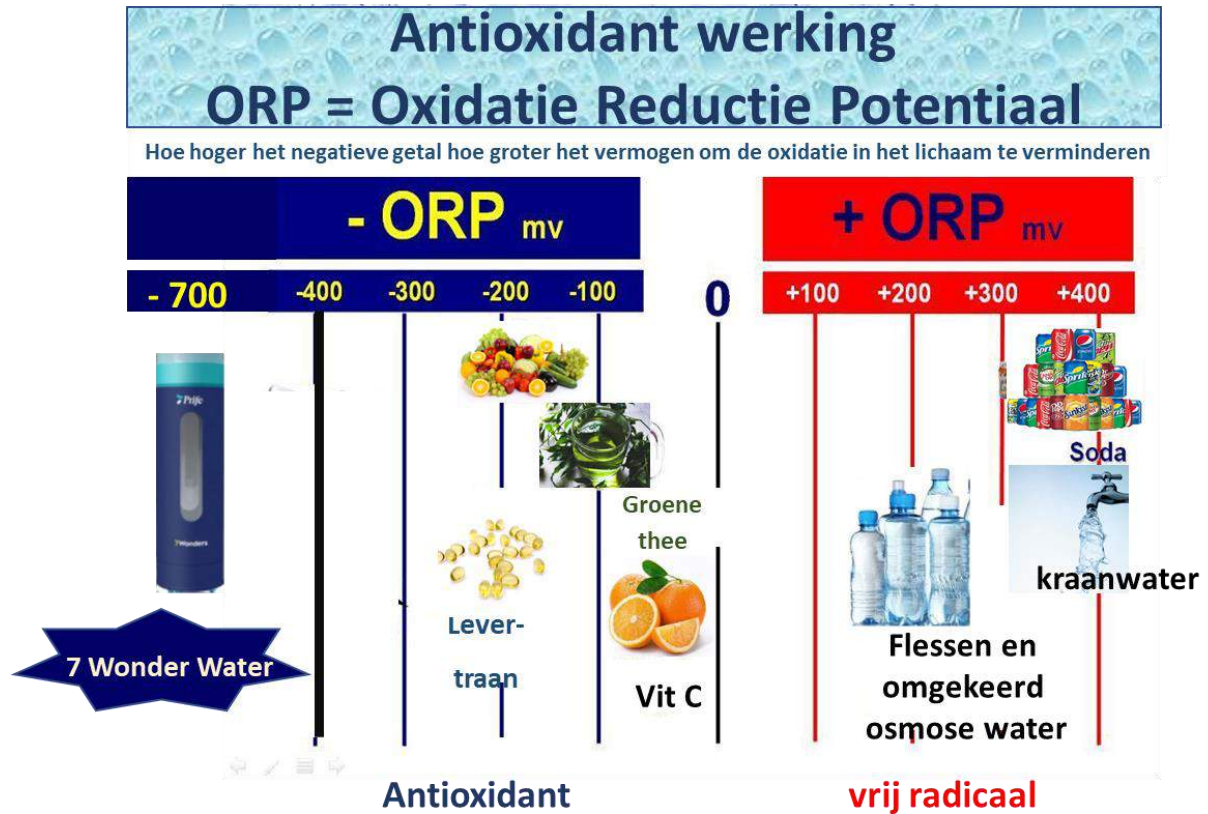 Antioxidant werking
ORP = Oxidatie Reductie Potentiaal
Hoe hoger het negatieve getal hoe groter het vermogen om de oxidatie in het lichaam te verminderen
- ORP mv
+ ORP mv
- 700
-400
-300
-200
-100
0
+100
+200
+300
+400
Prife
7Wonders
7 Wonder Water
Groene
thee
Lever-
traan
Vit C
Soda
kraanwater
Flessen en
omgekeerd
osmose water
Antioxidant
vrij radicaal